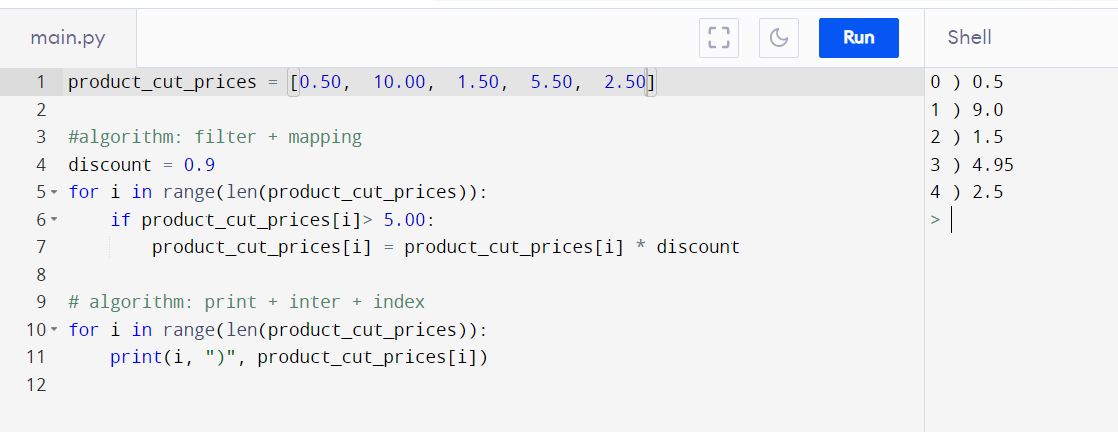 main.py
Run
Shell
1 product_cut_prices = [0.50, 10.00, 1.50, 5.50, 2.50]
2
3 #algorithm: filter + mapping
4 discount = 0.9
5 for i in range(len(product_cut_prices)):
6 if product_cut_prices[i]> 5.00:
7 product_cut_prices[i] = product_cut_prices[i] * discount
8
9 # algorithm: print + inter + index
10 for i in range(len(product_cut_prices)):
11 print(i, ")", product_cut_prices[i])
12
0 ) 0.5
1 ) 9.0
2 ) 1.5
3 ) 4.95
4 ) 2.5
>